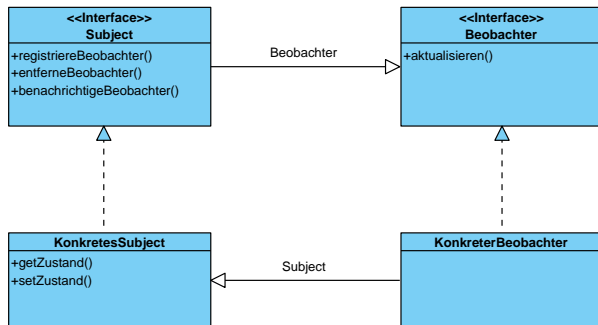 <<Interface>>
Subject
+registriereBeobachter()
+entferneBeobachter()
+benachrichtigeBeobachter()
Beobachter
<<Interface>>
Beobachter
+aktualisieren()
KonkretesSubject
+getZustand()
+setZustand()
Subject
KonkreterBeobachter